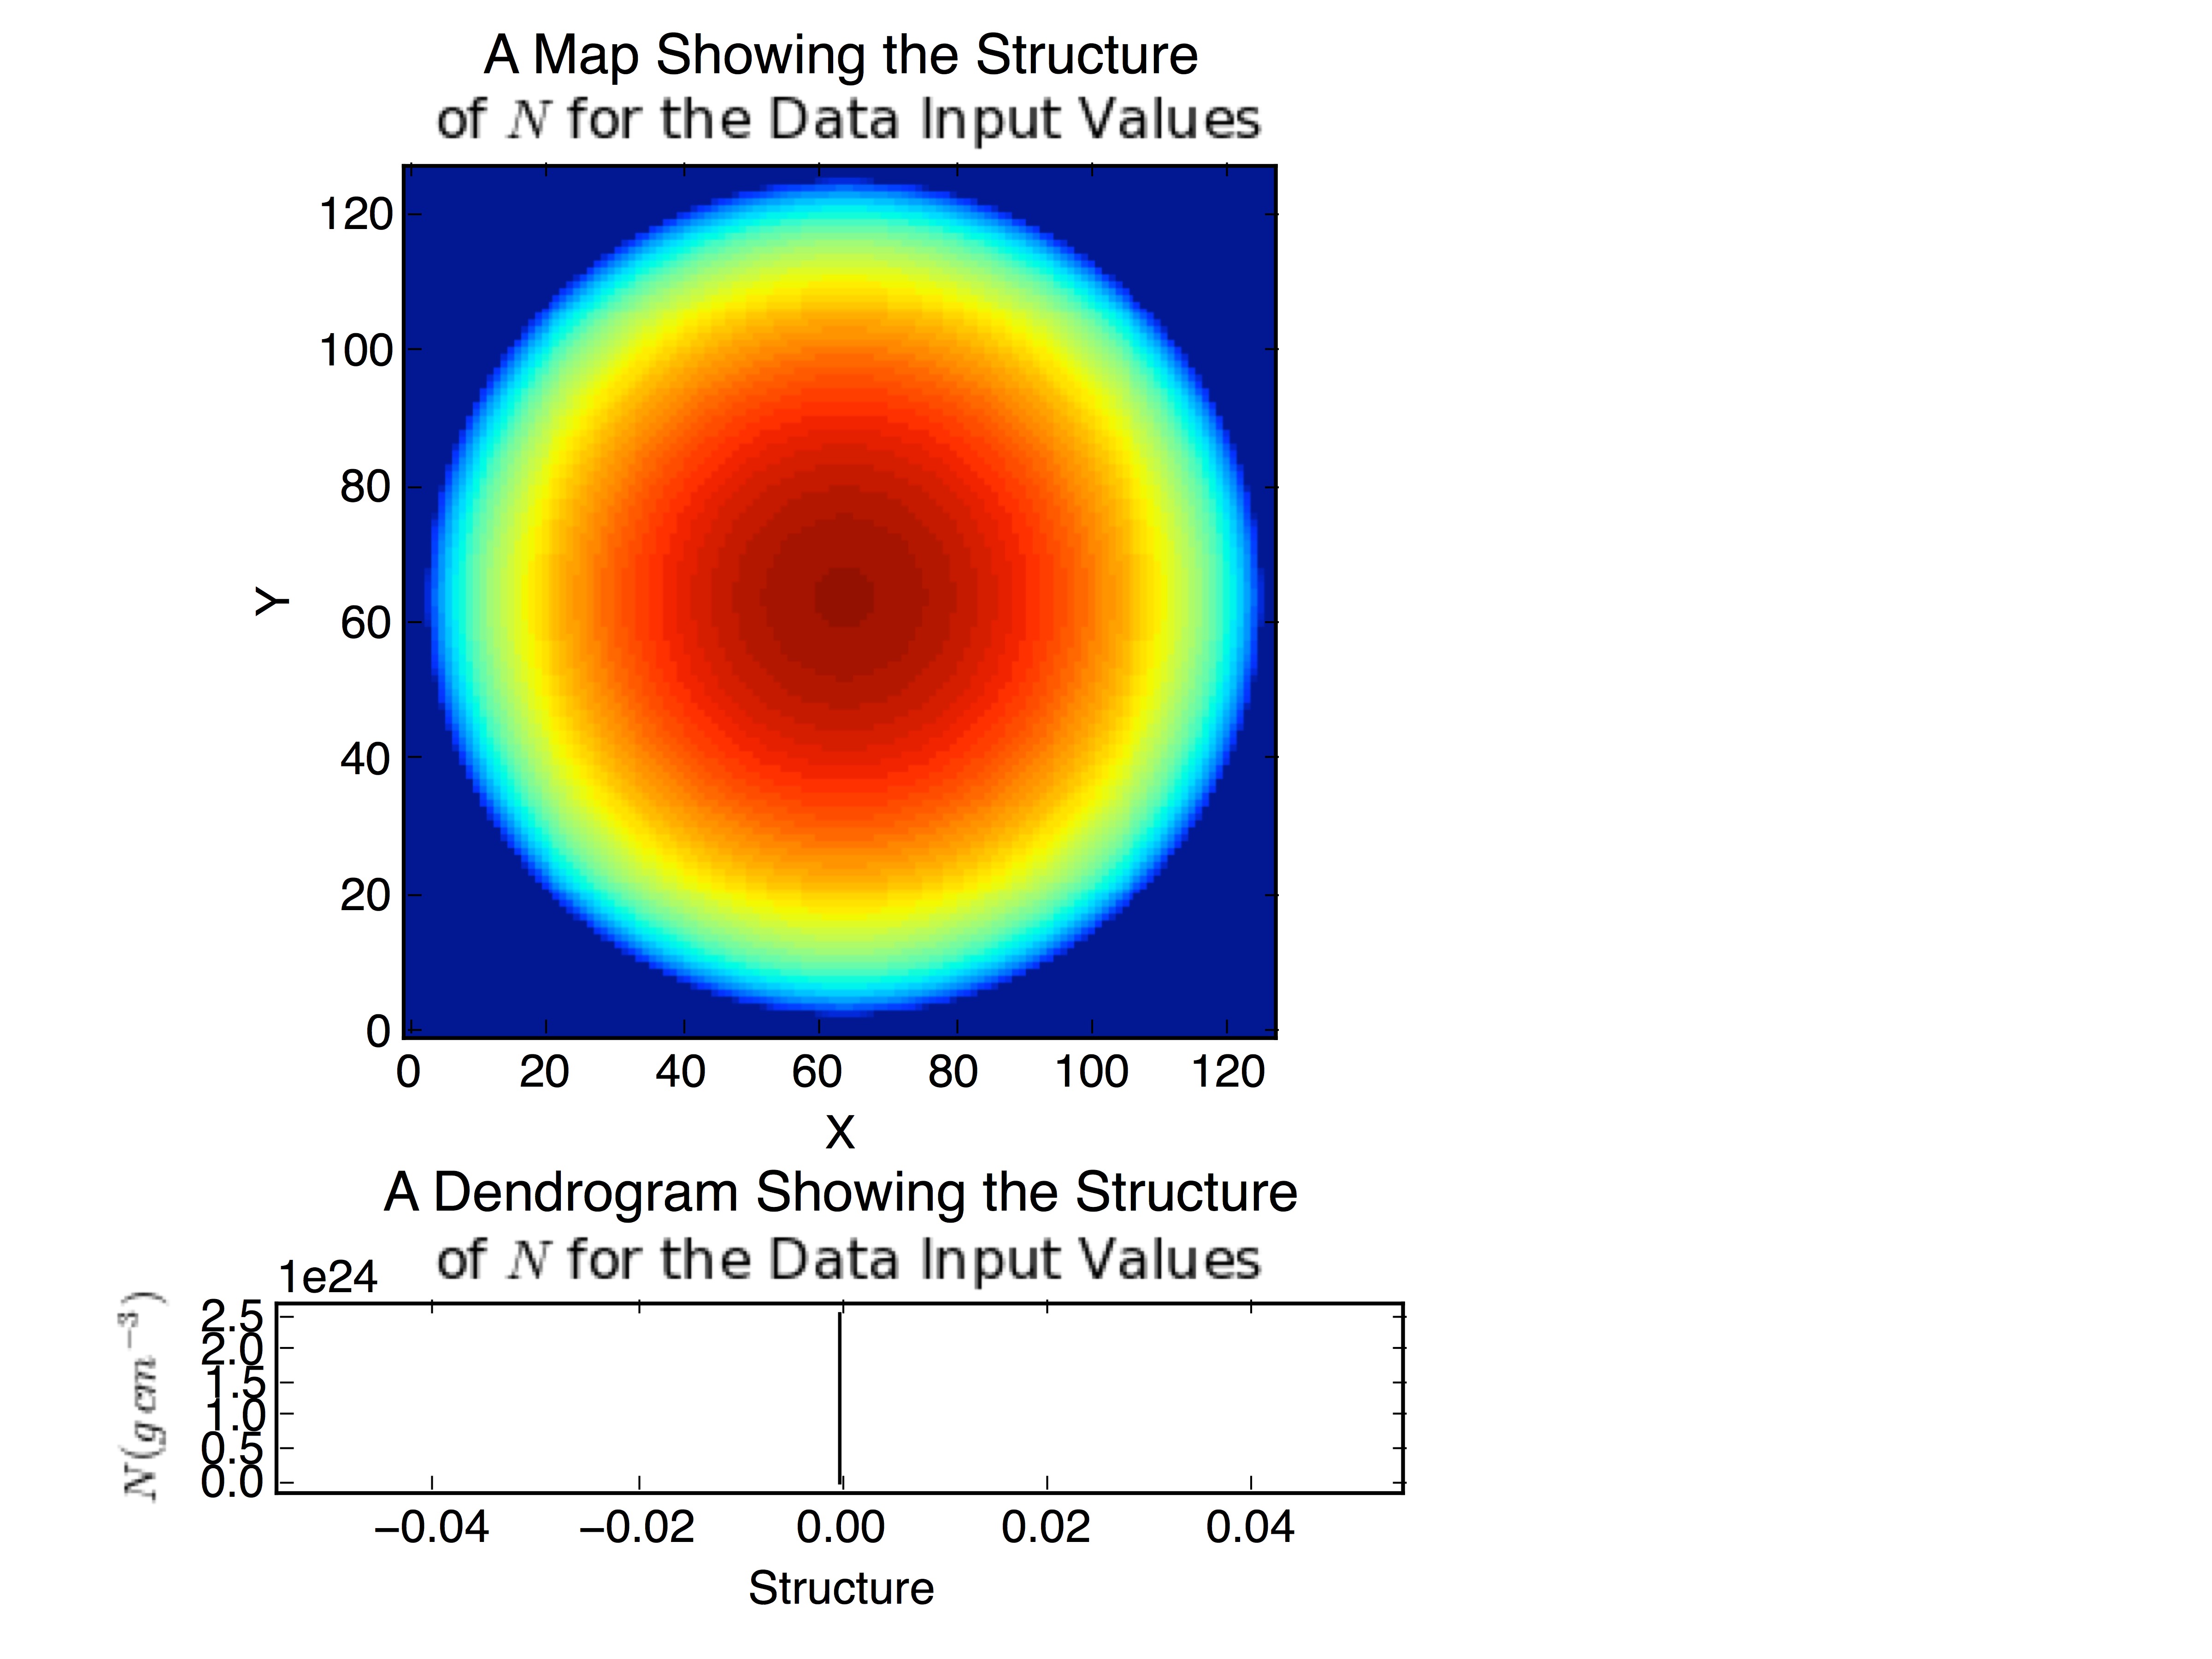 A Map Showing the Structure
of N for the Data Input Values
120
100
80
60
40
20
0
Y
0 20 40 60 80 100 120
X
A Dendrogram Showing the Structure
of N for the Data Input Values
1e24
2.5
2.0
1.5
1.0
0.5
0.0
N(g cm⁻³)
−0.04 −0.02 0.00 0.02 0.04
Structure